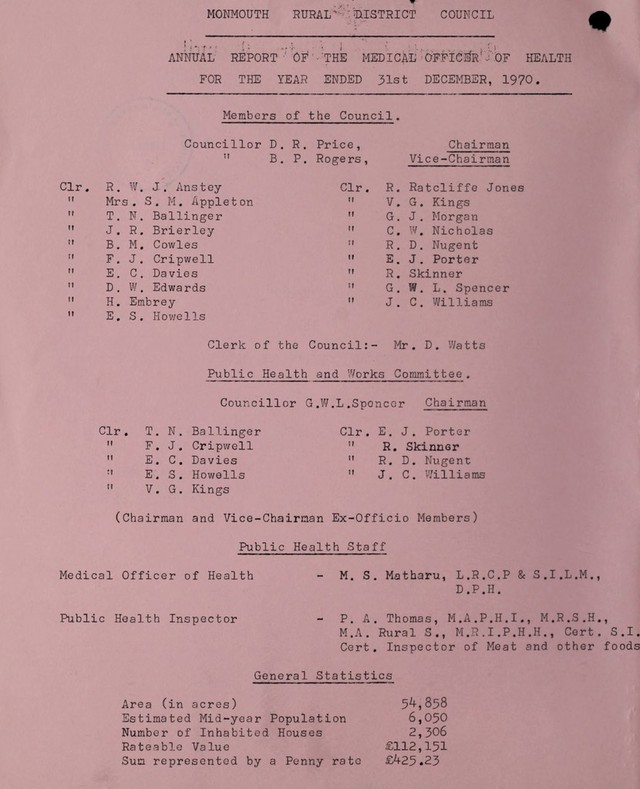 MONMOUTH RURAL DISTRICT COUNCIL
ANNUAL REPORT OF THE MEDICAL OFFICER OF HEALTH
FOR THE YEAR ENDED 31st DECEMBER, 1970.
Members of the Council.
Councillor D. R. Price, Chairman
" B. P. Rogers, Vice-Chairman
Clr. R. W. J. Anstey Clr. R. Ratcliffe Jones
" Mrs. S. M. Appleton " V. G. Kings
" T. N. Ballinger " G. J. Morgan
" J. R. Brierley " C. W. Nicholas
" B. M. Cowles " R. D. Nugent
" F. J. Cripwell " E. J. Porter
" E. C. Davies " R. Skinner
" D. W. Edwards " G. W. L. Spencer
" H. Embrey " J. C. Williams
" E. S. Howells
Clerk of the Council:- Mr. D. Watts
Public Health and Works Committee.
Councillor G.W.L.Spencer Chairman
Clr. T. N. Ballinger Clr. E. J. Porter
" F. J. Cripwell " R. Skinner
" E. C. Davies " R. D. Nugent
" E. S. Howells " J. C. Williams
" V. G. Kings
(Chairman and Vice-Chairman Ex-Officio Members)
Public Health Staff
Medical Officer of Health - M. S. Matharu, L.R.C.P & S.I.L.M.,
D.P.H.
Public Health Inspector - P. A. Thomas, M.A.P.H.I., M.R.S.H.,
M.A. Rural S., M.R.I.P.H.H., Cert. S.I.
Cert. Inspector of Meat and other foods
General Statistics
Area (in acres) 54,858
Estimated Mid-year Population 6,050
Number of Inhabited Houses 2,306
Rateable Value £112,151
Sum represented by a Penny rate £425.23